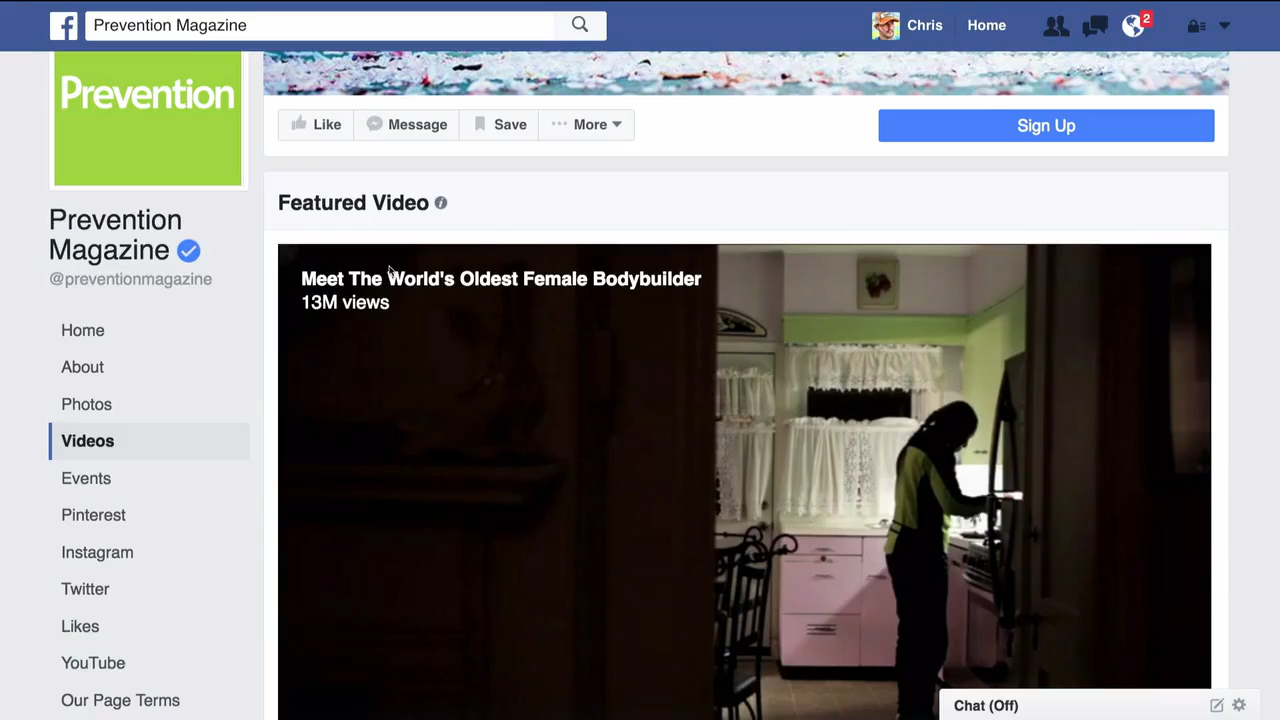 Prevention Magazine
Chris
Home
2
Prevention
Like
Message
Save
More
Sign Up
Prevention
Magazine
@preventionmagazine
Featured Video
Meet The World's Oldest Female Bodybuilder
13M views
Home
About
Photos
Videos
Events
Pinterest
Instagram
Twitter
Likes
YouTube
Our Page Terms
Chat (Off)